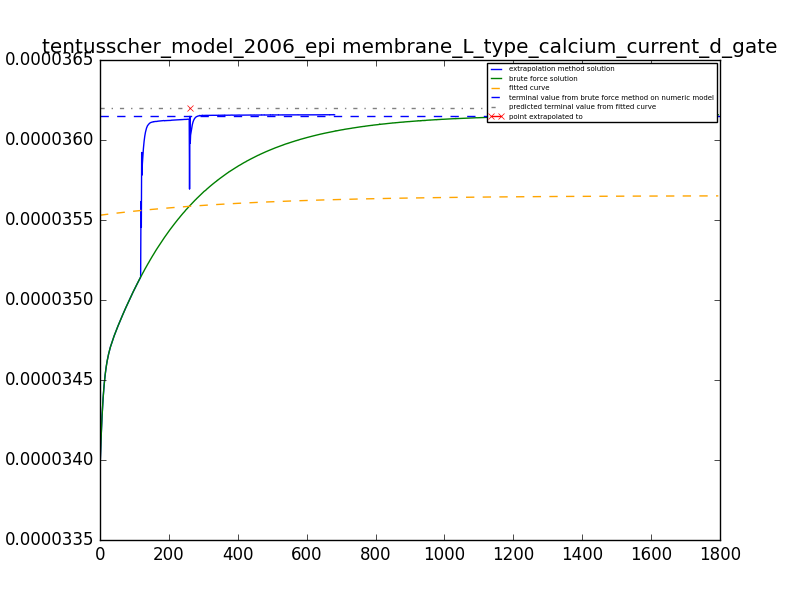 tentusscher_model_2006_epi membrane_L_type_calcium_current_d_gate
0.0000365
0.0000360
0.0000355
0.0000350
0.0000345
0.0000340
0.0000335
0 200 400 600 800 1000 1200 1400 1600 1800
extrapolation method solution
brute force solution
fitted curve
terminal value from brute force method on numeric model
predicted terminal value from fitted curve
point extrapolated to